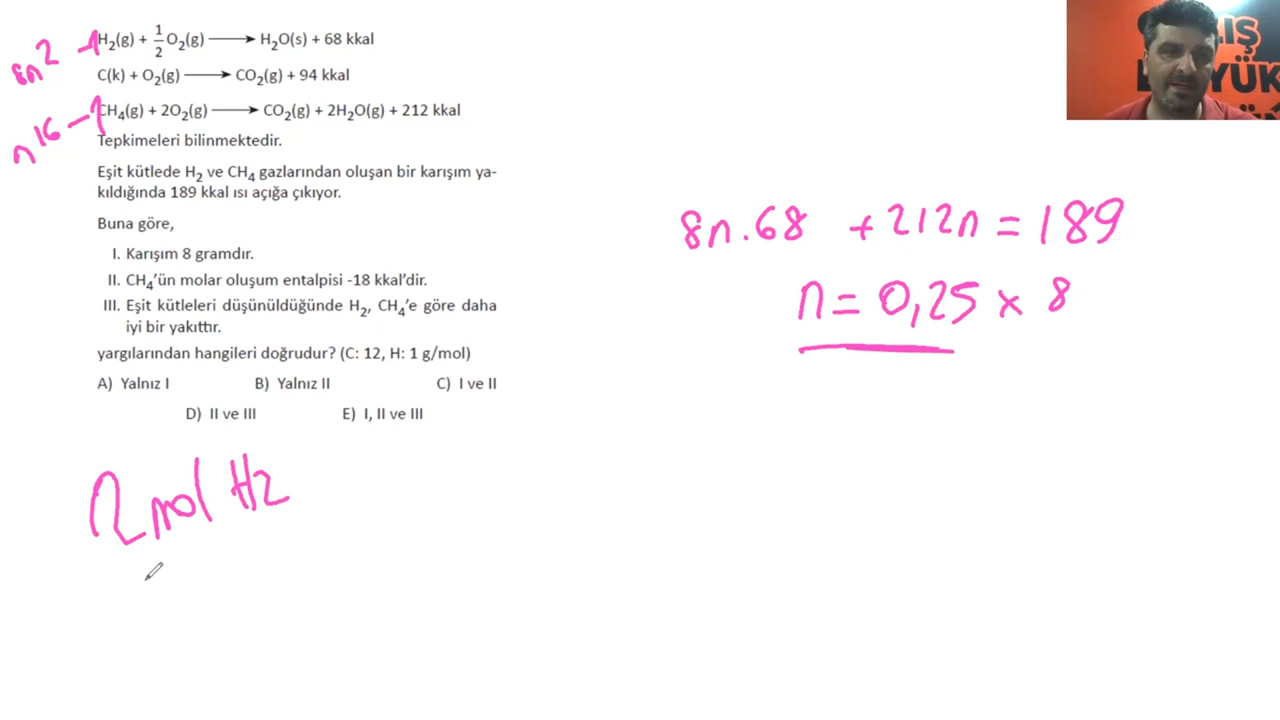 H₂(g) + 1/2 O₂(g) ⟶ H₂O(s) + 68 kkal
C(k) + O₂(g) ⟶ CO₂(g) + 94 kkal
CH₄(g) + 2O₂(g) ⟶ CO₂(g) + 2H₂O(g) + 212 kkal
Tepkimeleri bilinmektedir.
Eşit kütlede H₂ ve CH₄ gazlarından oluşan bir karışım ya-
kıldığında 189 kkal ısı açığa çıkıyor.
Buna göre,
I. Karışım 8 gramdır.
II. CH₄'ün molar oluşum entalpisi -18 kkal'dir.
III. Eşit kütleleri düşünüldüğünde H₂, CH₄'e göre daha
iyi bir yakıttır.
yargılarından hangileri doğrudur? (C: 12, H: 1 g/mol)
A) Yalnız I B) Yalnız II C) I ve II
D) II ve III E) I, II ve III
8n 2 - 1
n 16 - 1
8n.68 + 212n = 189
n = 0,25 x 8
2 mol H2